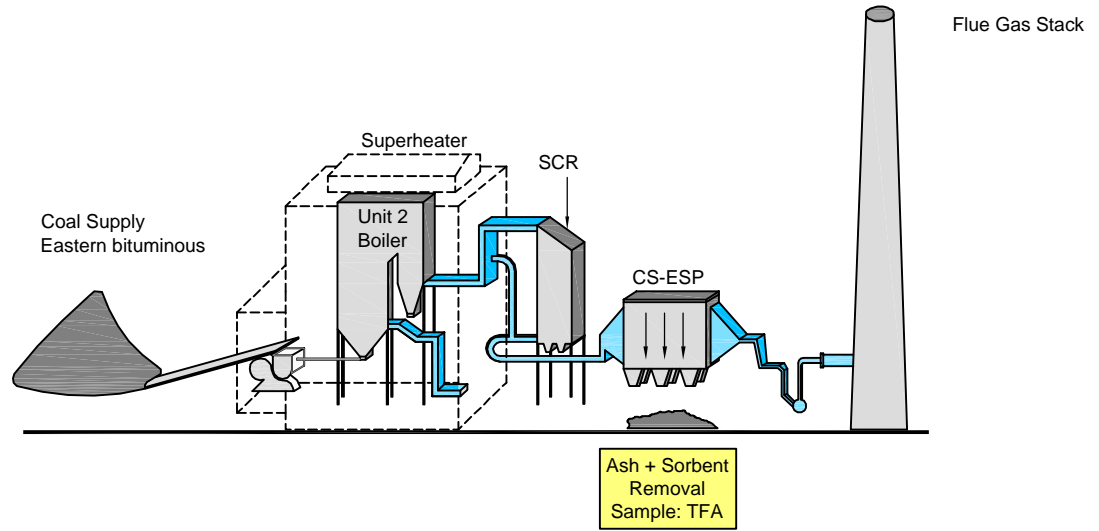 Flue Gas Stack
Superheater
SCR
Coal Supply
Eastern bituminous
Unit 2
Boiler
CS-ESP
Ash + Sorbent
Removal
Sample: TFA